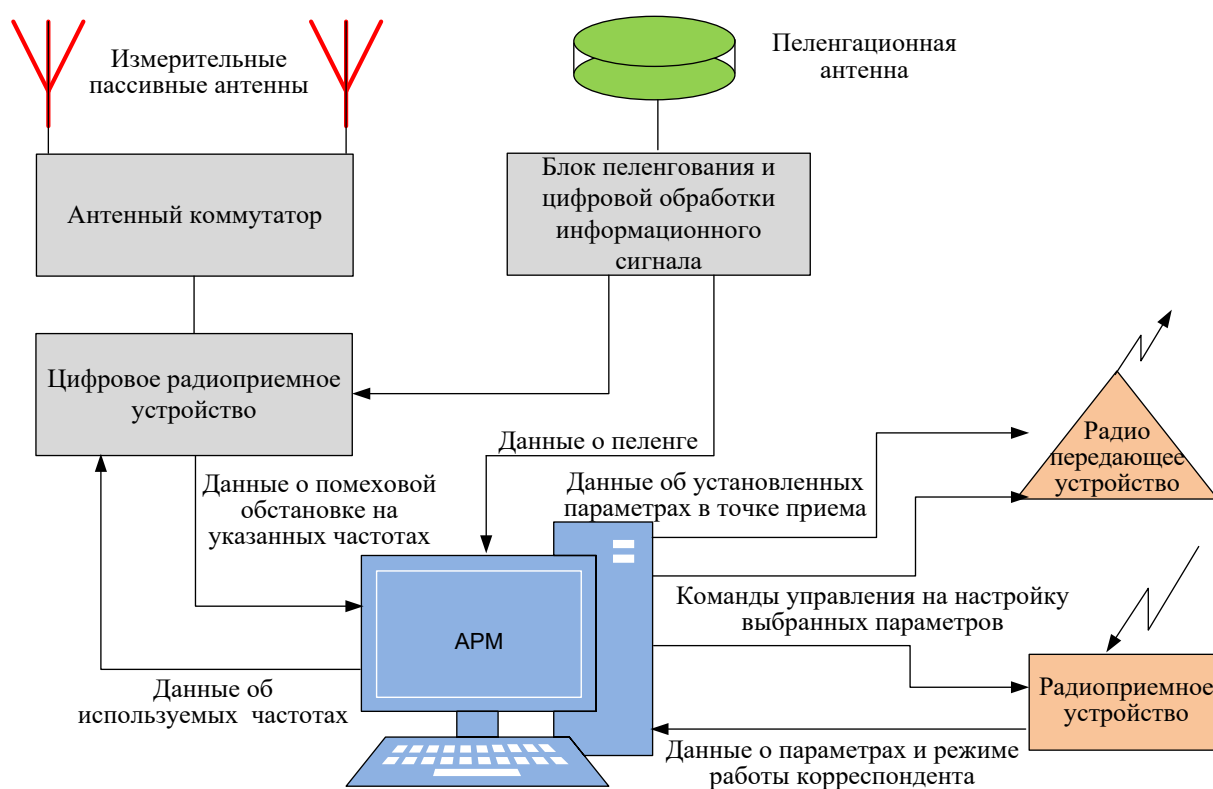 Измерительные
пассивные антенны
Пеленгационная
антенна
Антенный коммутатор
Блок пеленгования и
цифровой обработки
информационного
сигнала
Цифровое радиоприемное
устройство
Данные о пеленге
Радио
передающее
устройство
Данные о помеховой
обстановке на
указанных частотах
Данные об установленных
параметрах в точке приема
Команды управления на настройку
выбранных параметров
АРМ
Данные об
используемых частотах
Радиоприемное
устройство
Данные о параметрах и режиме
работы корреспондента